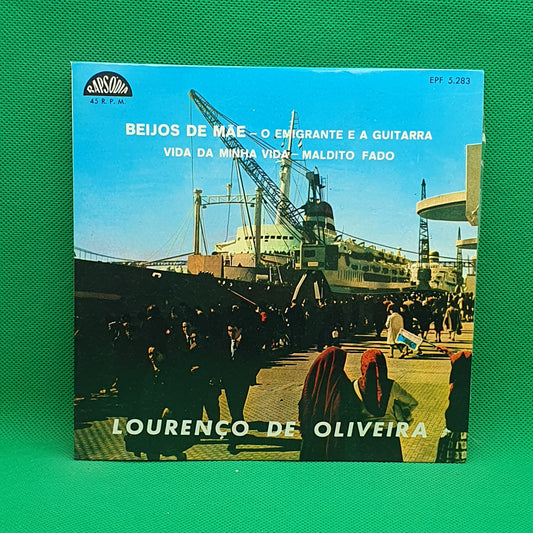 RAPSÓDIA
45 R. P. M.
EPF. 5.283
BEIJOS DE MÃE – O EMIGRANTE E A GUITARRA
VIDA DA MINHA VIDA – MALDITO FADO
LOURENÇO DE OLIVEIRA